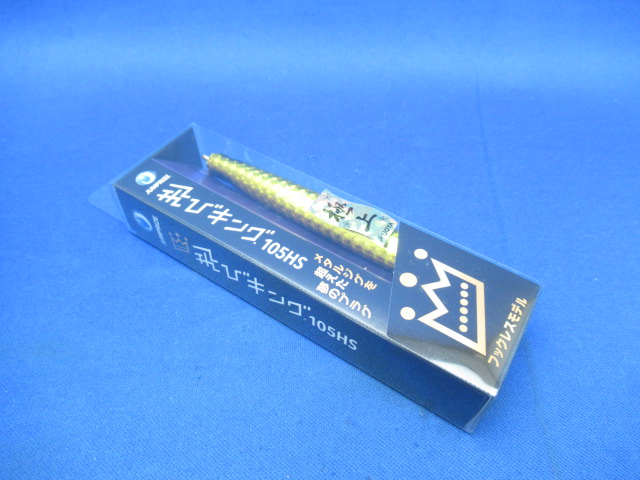 飛びキング105HS
メタルジグを
超えた
夢のプラグ
極上
フックレスモデル
飛びキング105HS